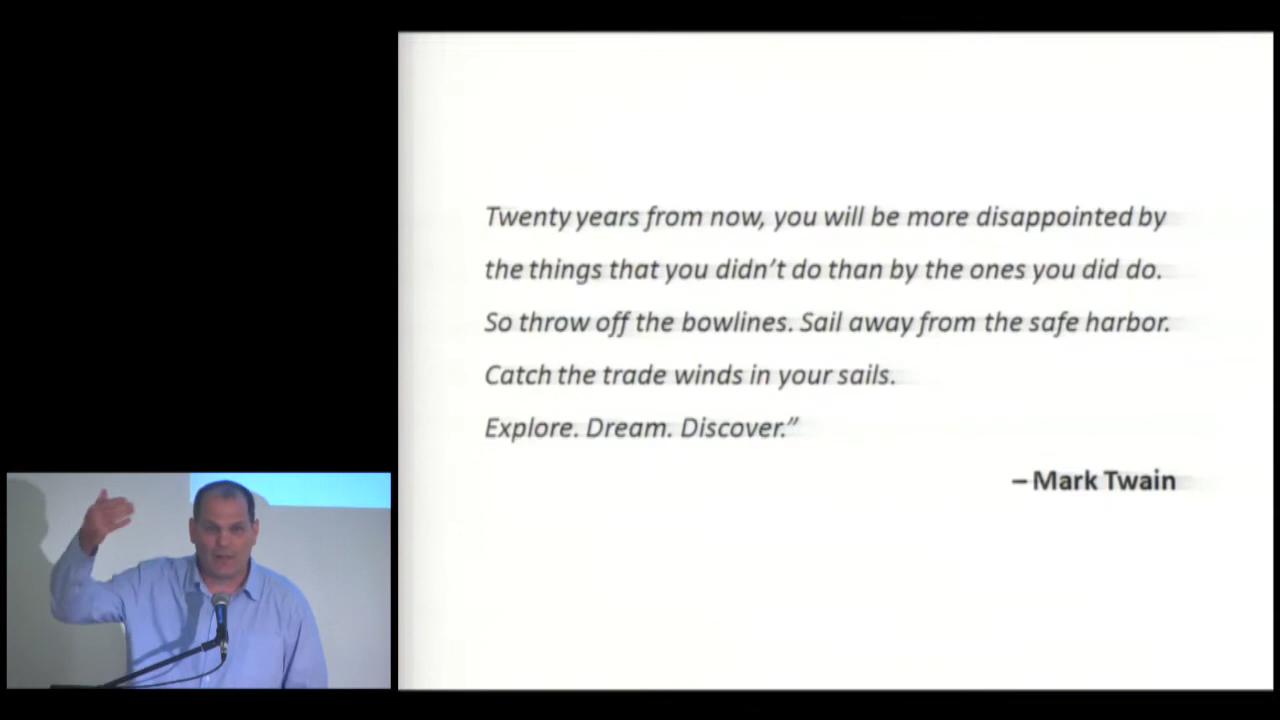 Twenty years from now, you will be more disappointed by
the things that you didn’t do than by the ones you did do.
So throw off the bowlines. Sail away from the safe harbor.
Catch the trade winds in your sails.
Explore. Dream. Discover.”
– Mark Twain